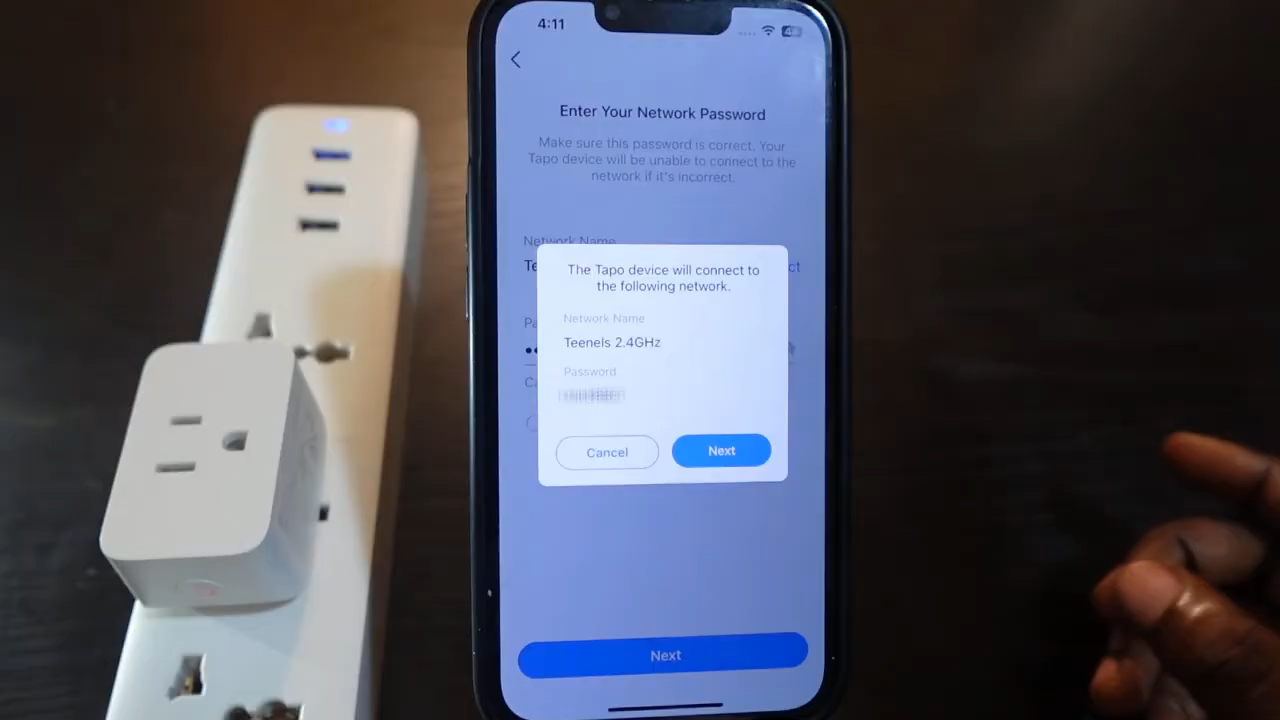 4:11
Enter Your Network Password
Make sure this password is correct. Your
Tapo device will be unable to connect to the
network if it's incorrect.
Network Name
The Tapo device will connect to
the following network.
Network Name
Teenels 2.4GHz
Password
Cancel
Next
Next